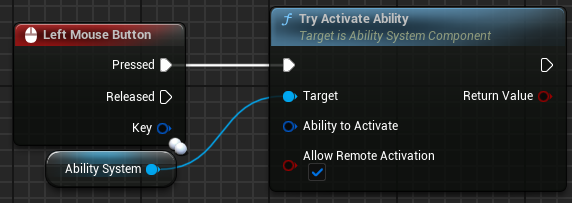 Left Mouse Button
Pressed
Released
Key
Ability System
f Try Activate Ability
Target is Ability System Component
Target
Return Value
Ability to Activate
Allow Remote Activation